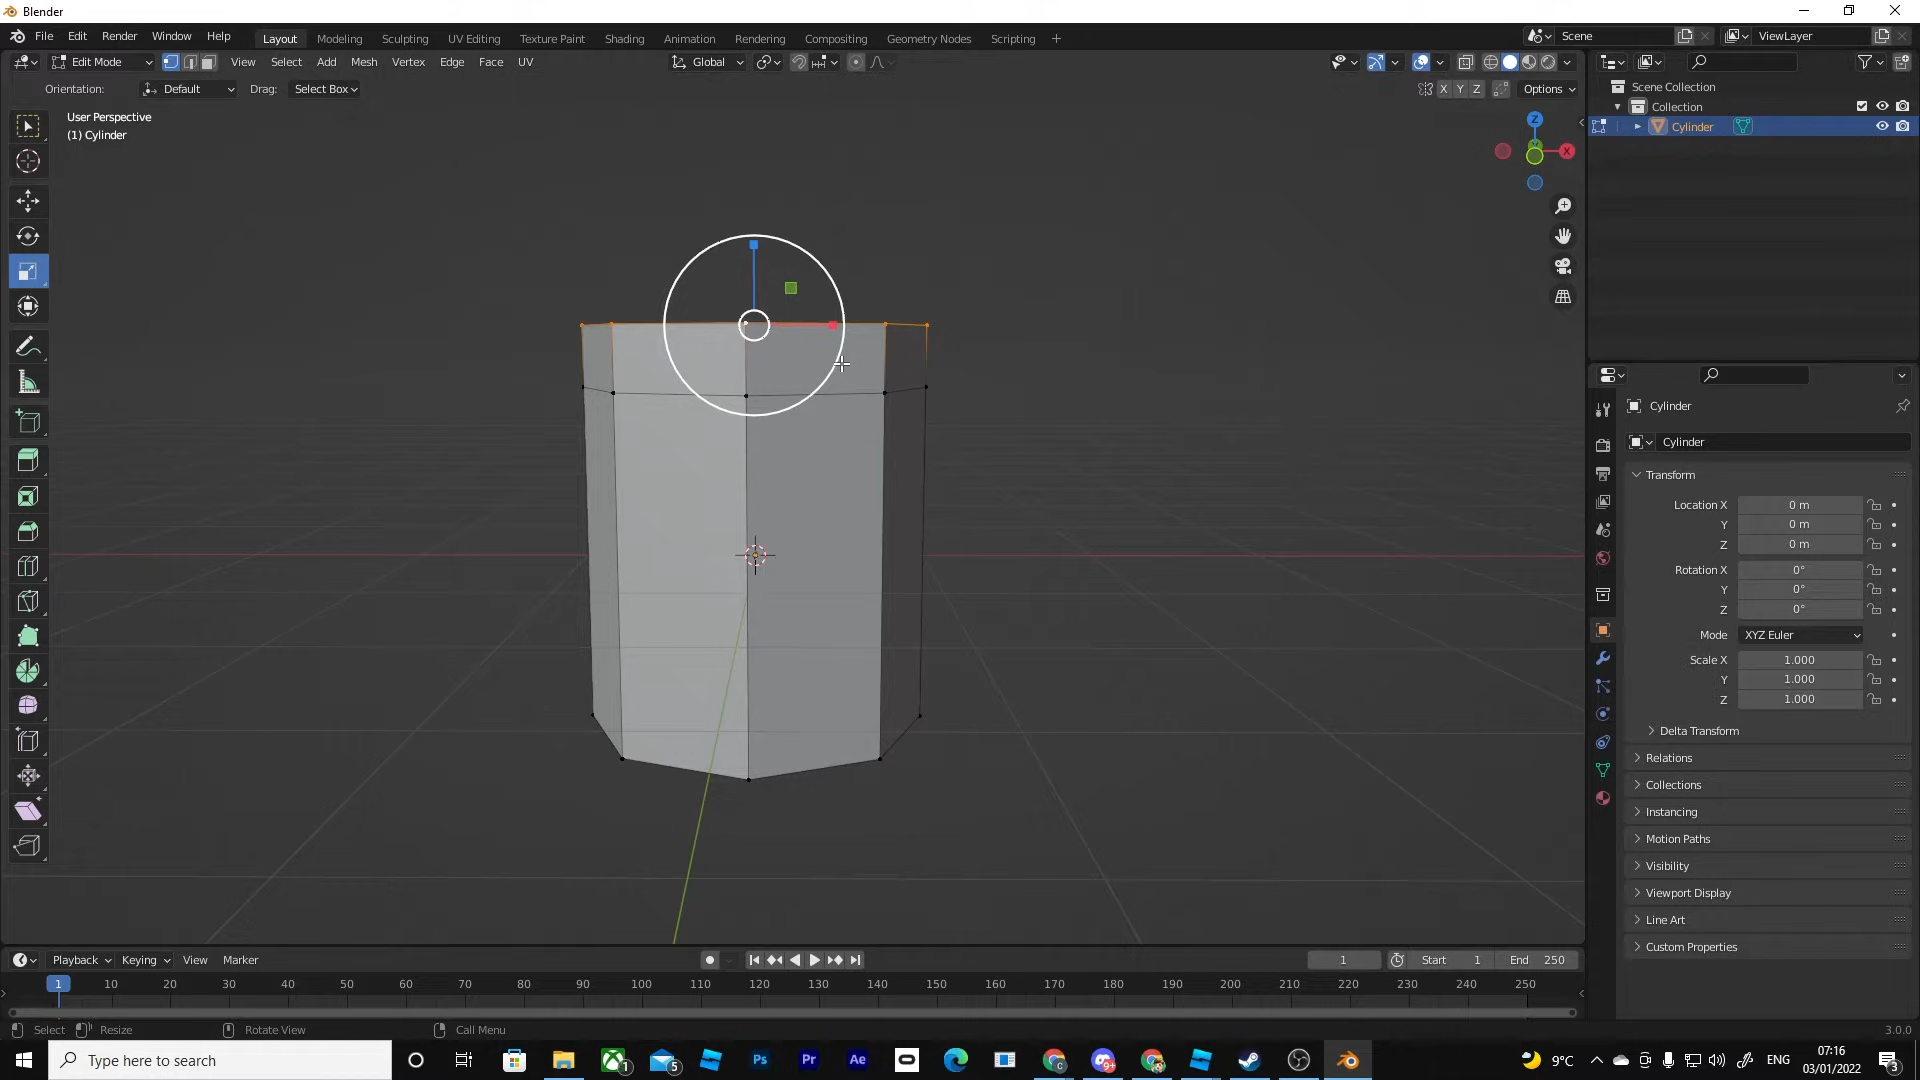 Blender
File Edit Render Window Help
Layout Modeling Sculpting UV Editing Texture Paint Shading Animation Rendering Compositing Geometry Nodes Scripting +
Scene
ViewLayer
Edit Mode View Select Add Mesh Vertex Edge Face UV
Global
Orientation: Default Drag: Select Box
X Y Z Options
User Perspective
(1) Cylinder
Z
X
Scene Collection
Collection
Cylinder
Cylinder
Cylinder
Transform
Location X 0 m
Y 0 m
Z 0 m
Rotation X 0°
Y 0°
Z 0°
Mode XYZ Euler
Scale X 1.000
Y 1.000
Z 1.000
Delta Transform
Relations
Collections
Instancing
Motion Paths
Visibility
Viewport Display
Line Art
Custom Properties
Playback Keying View Marker
1 Start 1 End 250
1 10 20 30 40 50 60 70 80 90 100 110 120 130 140 150 160 170 180 190 200 210 220 230 240 250
Select Resize Rotate View Call Menu
3.0.0
Type here to search
1 5 Ps Pr Ae 9+
9°C ENG
07:16
03/01/2022
3